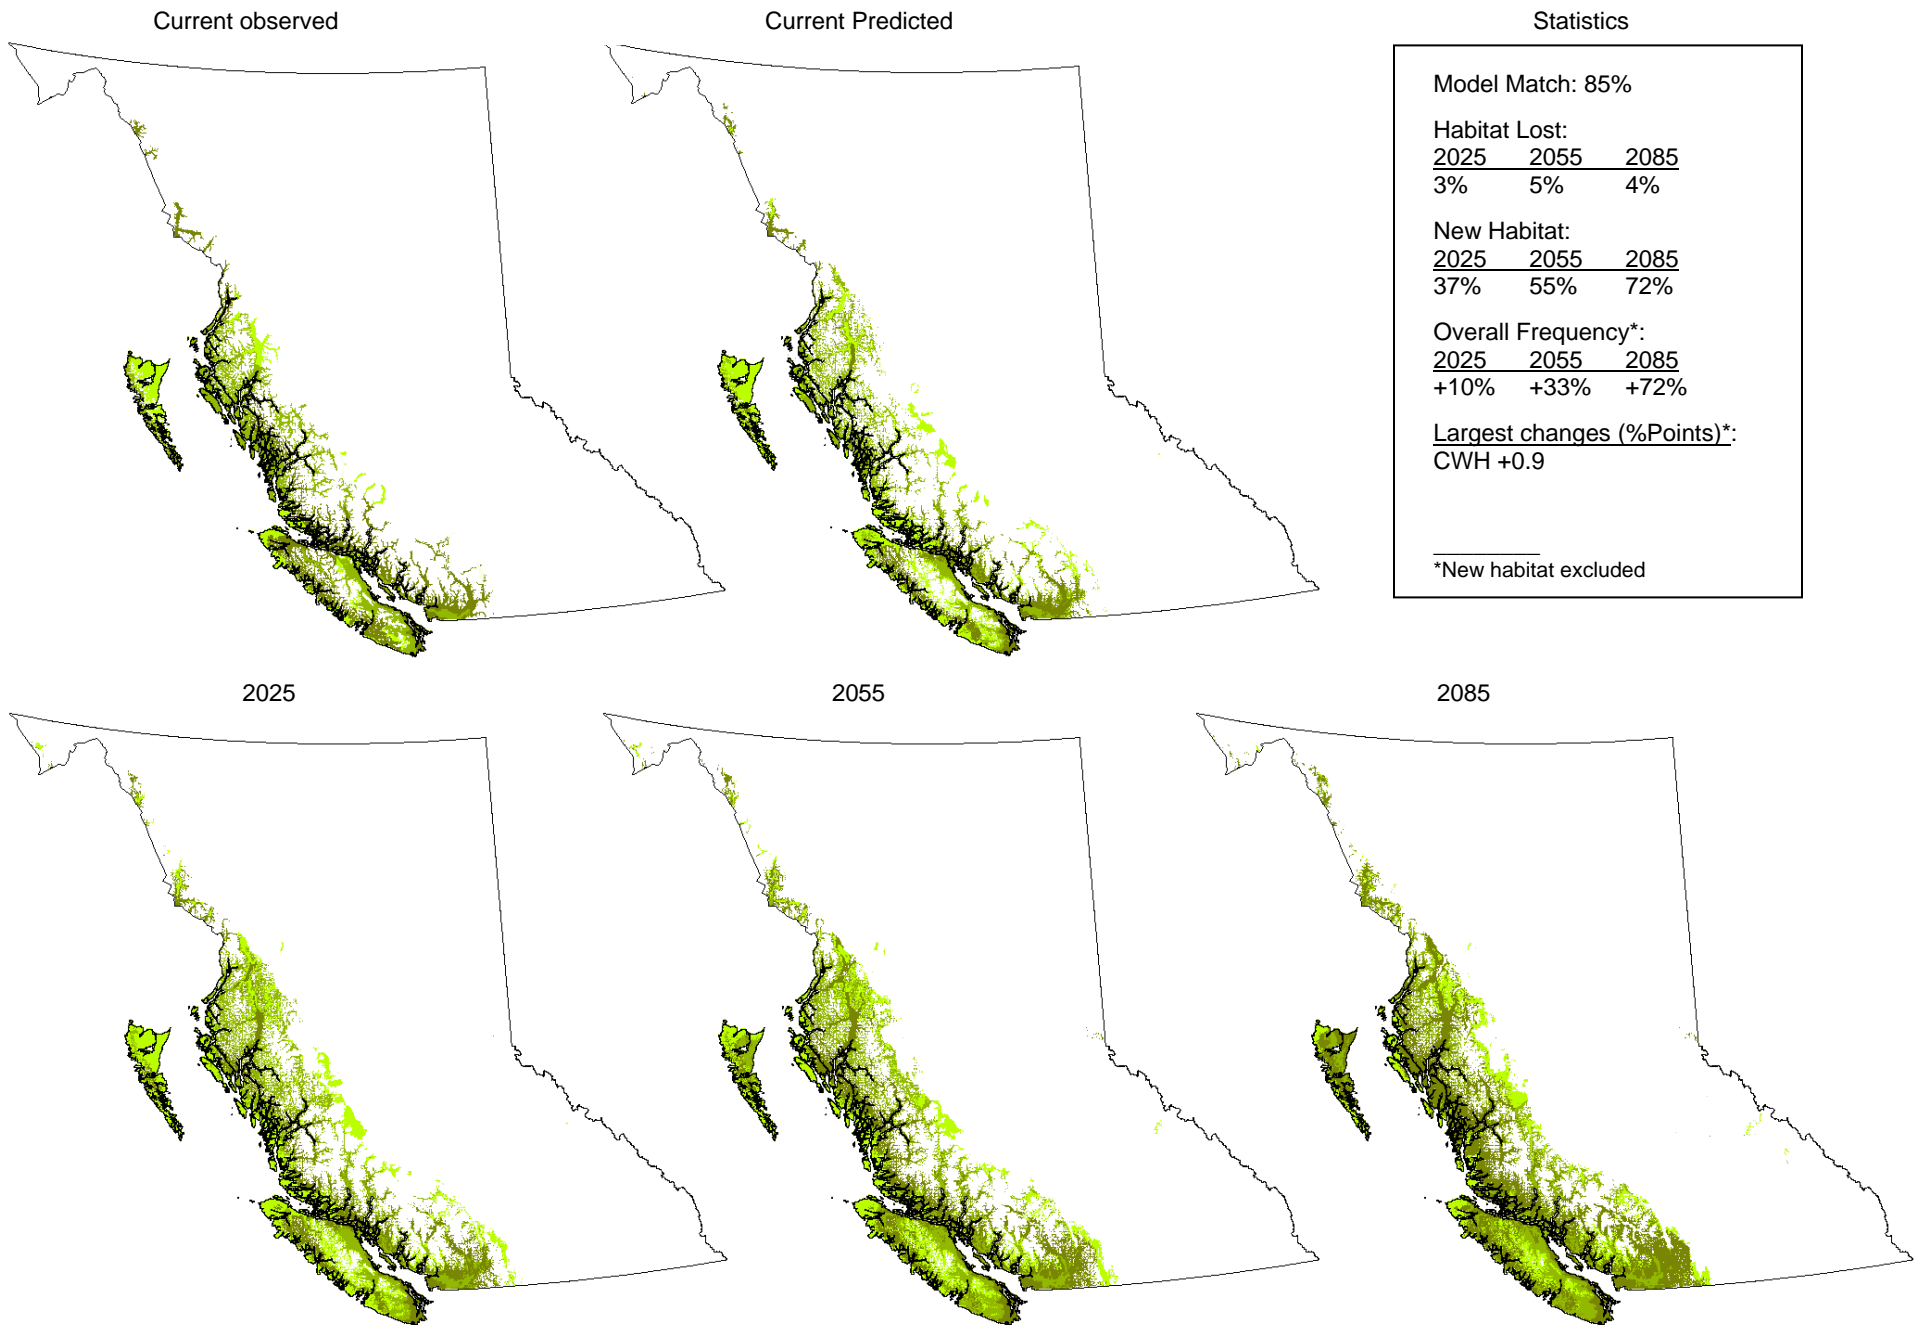 Current observed
Current Predicted
Statistics
Model Match: 85%
Habitat Lost:
2025 2055 2085
3% 5% 4%
New Habitat:
2025 2055 2085
37% 55% 72%
Overall Frequency*:
2025 2055 2085
+10% +33% +72%
Largest changes (%Points)*:
CWH +0.9
*New habitat excluded
2025
2055
2085